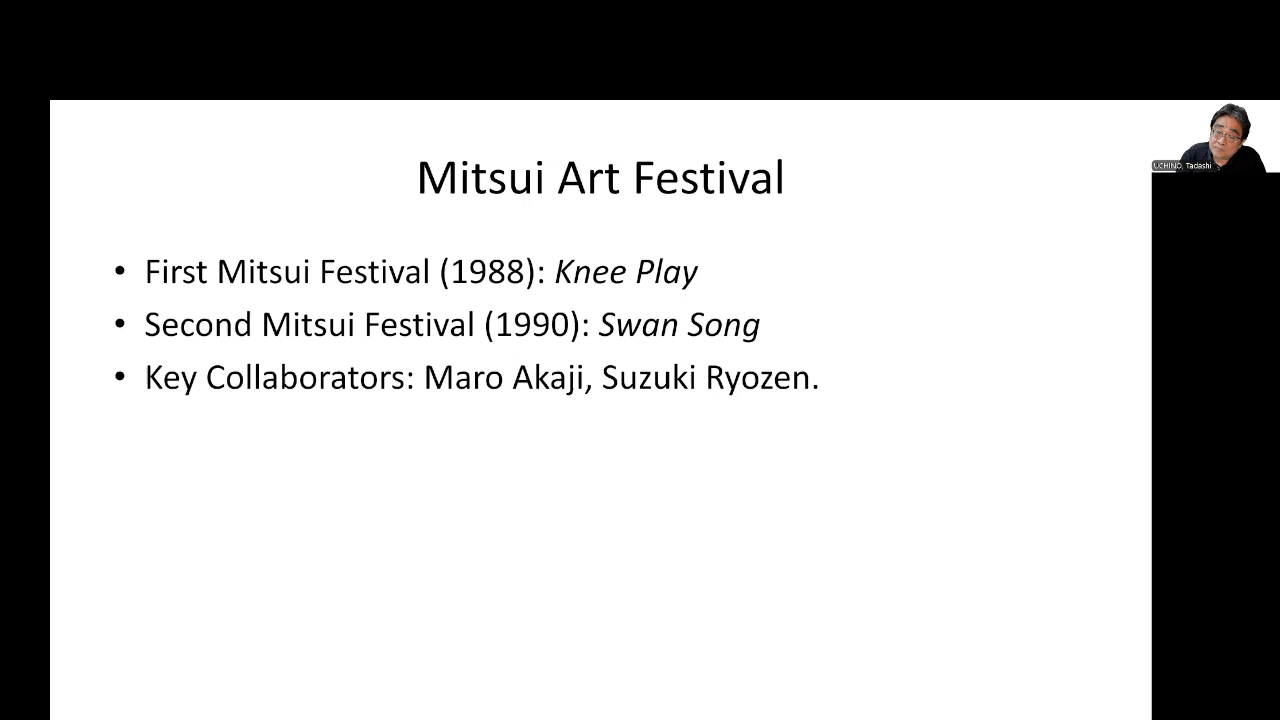 Mitsui Art Festival
• First Mitsui Festival (1988): Knee Play
• Second Mitsui Festival (1990): Swan Song
• Key Collaborators: Maro Akaji, Suzuki Ryozen.
UCHINO, Tadashi